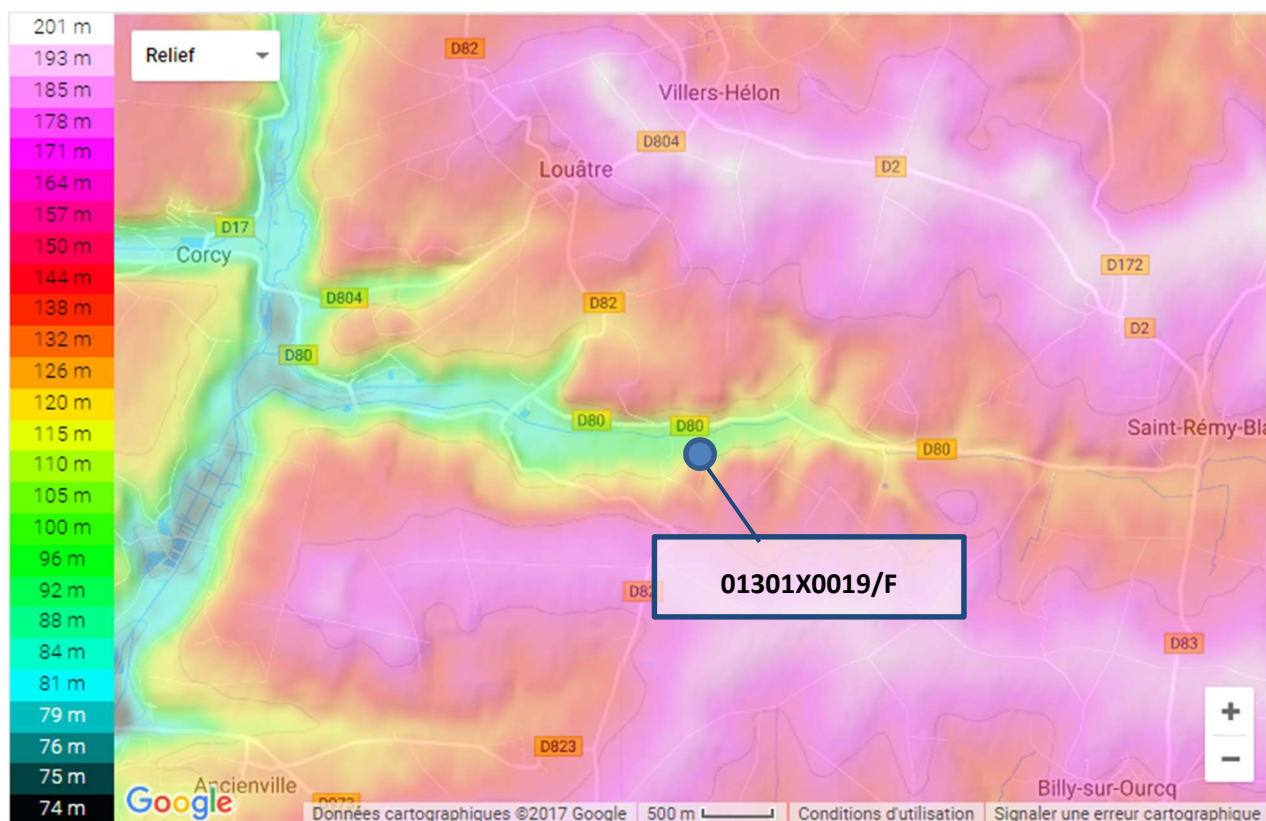 201 m
193 m
185 m
178 m
171 m
164 m
157 m
150 m
144 m
138 m
132 m
126 m
120 m
115 m
110 m
105 m
100 m
96 m
92 m
88 m
84 m
81 m
79 m
76 m
75 m
74 m
Relief
D82
Villers-Hélon
D804
D2
Louâtre
D17
Corcy
D172
D804
D82
D2
D80
D80
D80
Saint-Rémy-Bla
D80
01301X0019/F
D82
D83
D823
Ancienville
Billy-sur-Ourcq
+
−
Google
Données cartographiques ©2017 Google
500 m
Conditions d'utilisation
Signaler une erreur cartographique